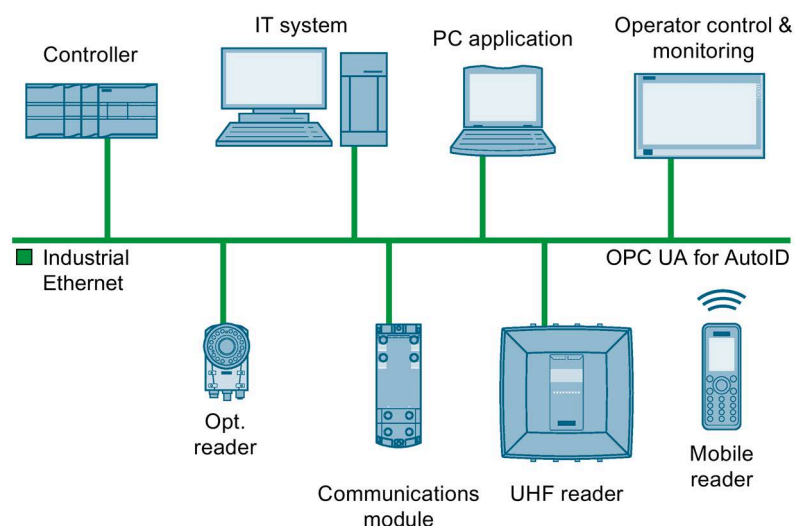 Controller
IT system
PC application
Operator control &
monitoring
Industrial
Ethernet
OPC UA for AutoID
Opt.
reader
Communications
module
UHF reader
Mobile
reader